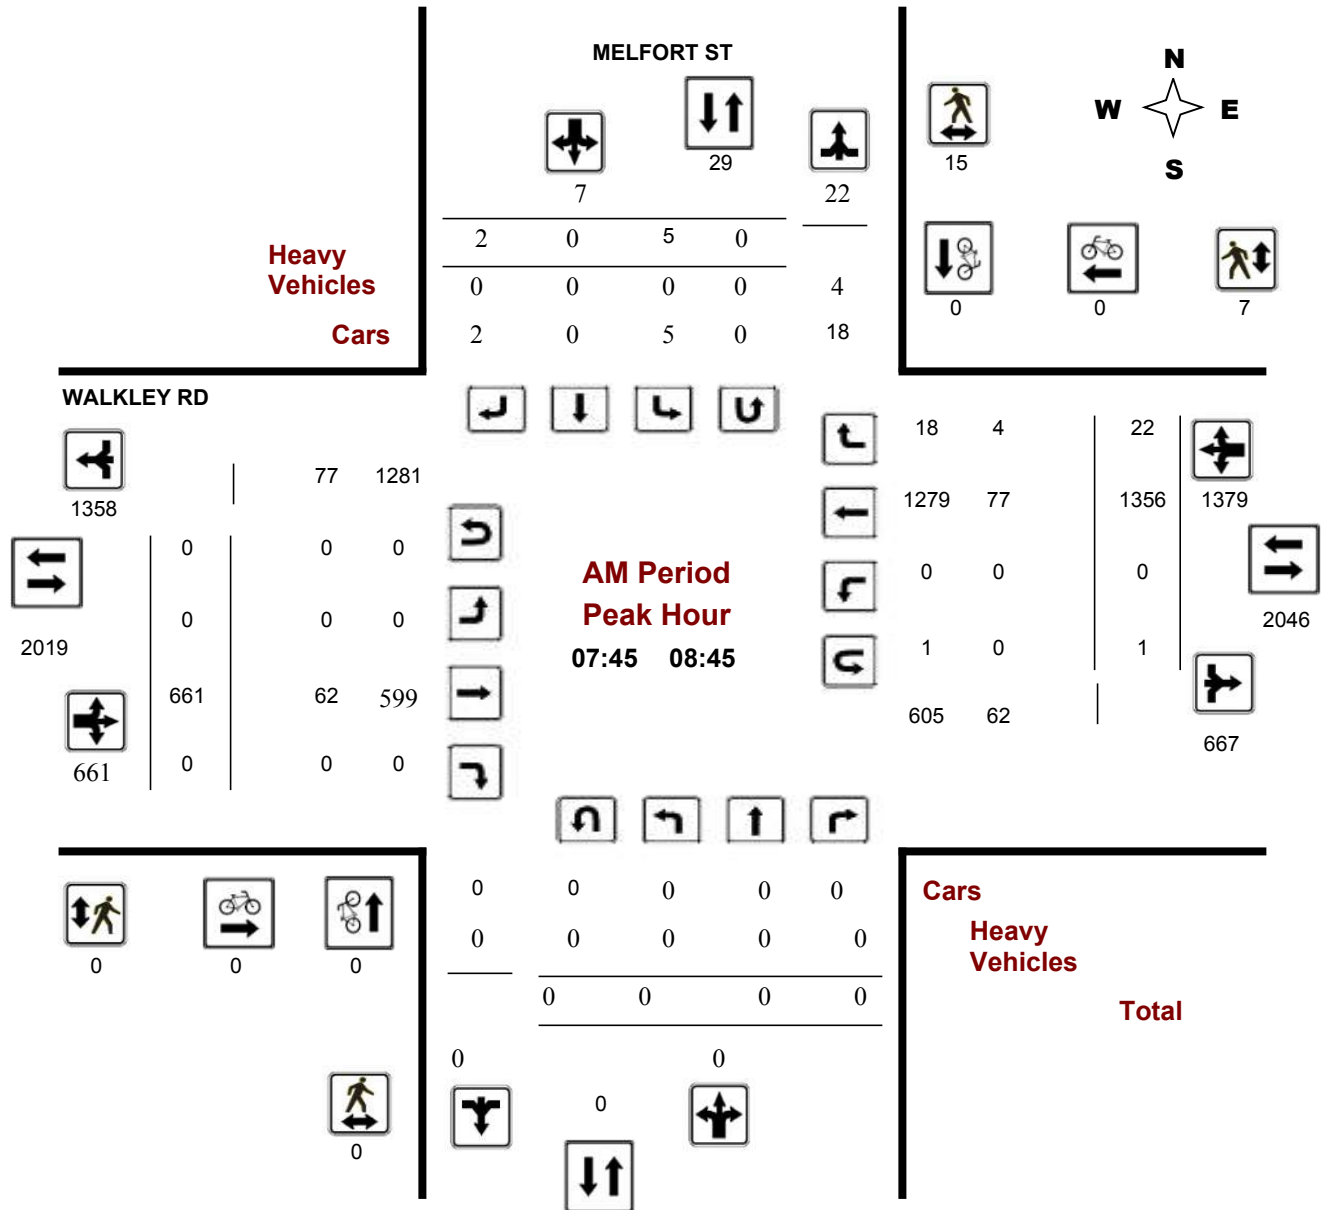 MELFORT ST
N
W E
S
29
15
7
22
2 0 5 0
Heavy
Vehicles
0 0 0 0 4
0 0 7
Cars
2 0 5 0 18
WALKLEY RD
18 4 22
77 1281
1358
1279 77 1356 1379
0 0 0
AM Period
0 0 0
Peak Hour
0 0 0
2046
2019
07:45 08:45
1 0 1
661 62 599
605 62
667
661
0 0 0
0 0 0 0 0
Cars
0 0 0 0 0
Heavy
Vehicles
0 0 0
0 0 0 0
Total
0 0
0
0